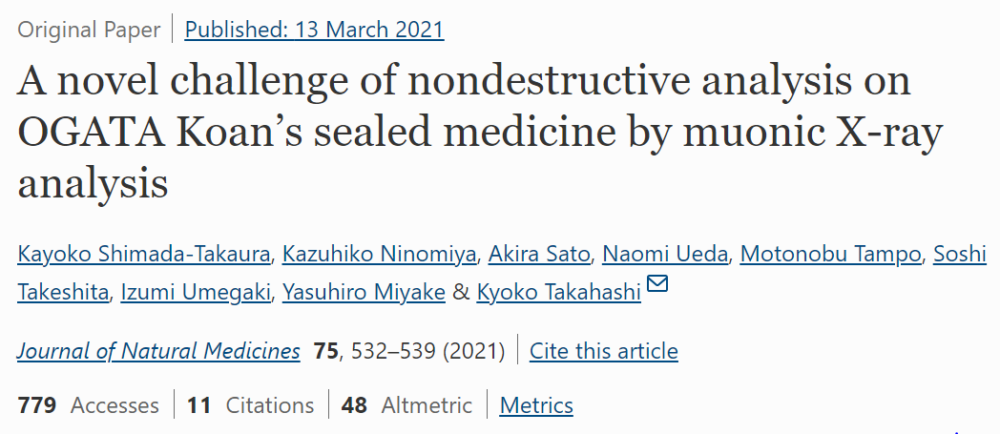 Original Paper | Published: 13 March 2021
A novel challenge of nondestructive analysis on
OGATA Koan’s sealed medicine by muonic X-ray
analysis
Kayoko Shimada-Takaura, Kazuhiko Ninomiya, Akira Sato, Naomi Ueda, Motonobu Tampo, Soshi
Takeshita, Izumi Umegaki, Yasuhiro Miyake & Kyoko Takahashi
Journal of Natural Medicines 75, 532–539 (2021) | Cite this article
779 Accesses | 11 Citations | 48 Altmetric | Metrics